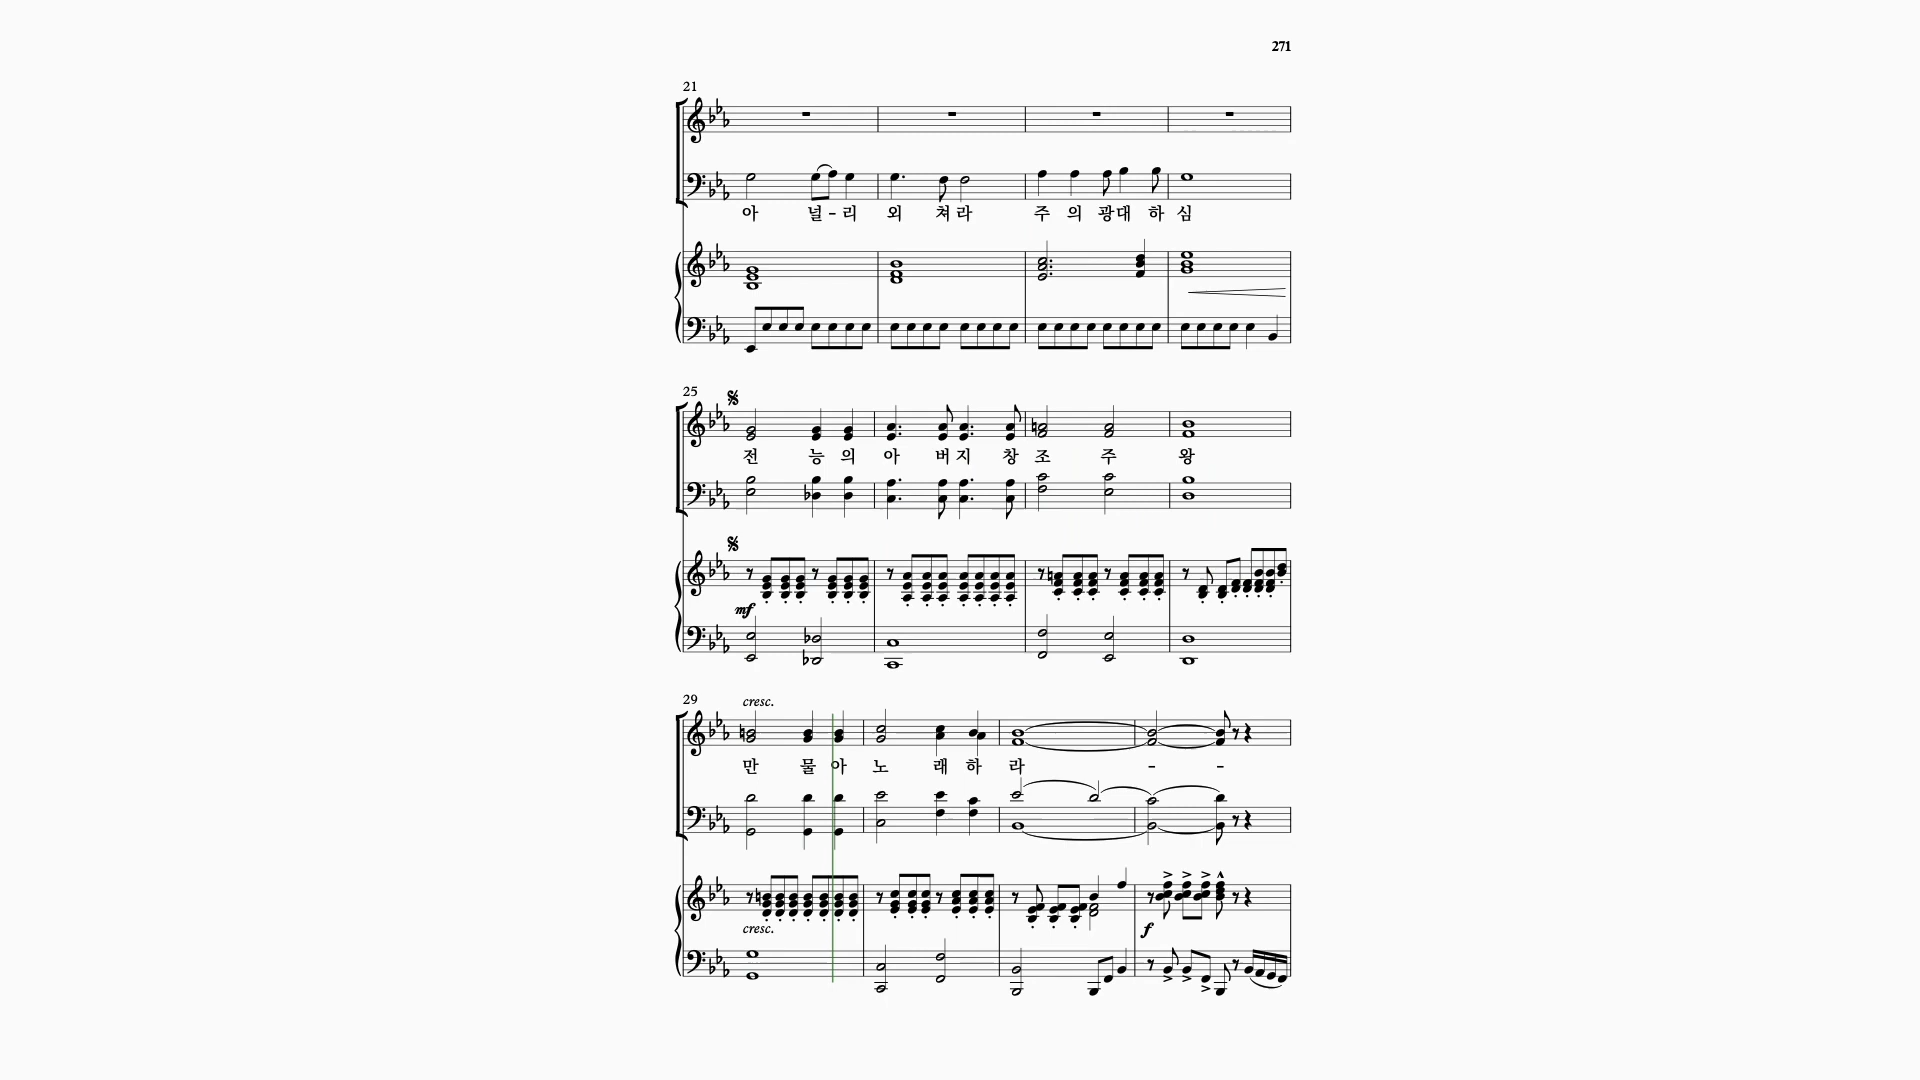 271
21
아 널 - 리 외 쳐 라 주 의 광 대 하 심
25
전 능 의 아 버 지 창 조 주 왕
mf
29
cresc.
만 물 아 노 래 하 라 - -
cresc.
f